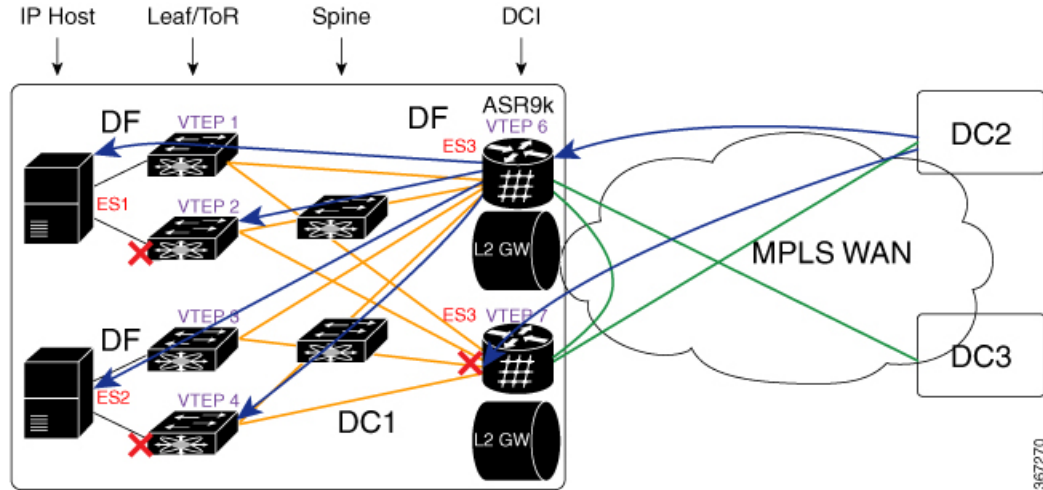 IP Host Leaf/ToR Spine DCI
DF VTEP 1 DF ASR9k
VTEP 6
ES3
ES1 VTEP 2
L2 GW
MPLS WAN
DC2
ES3
VTEP 7
VTEP 3
DF
ES2
VTEP 4
DC1
L2 GW
DC3
367270